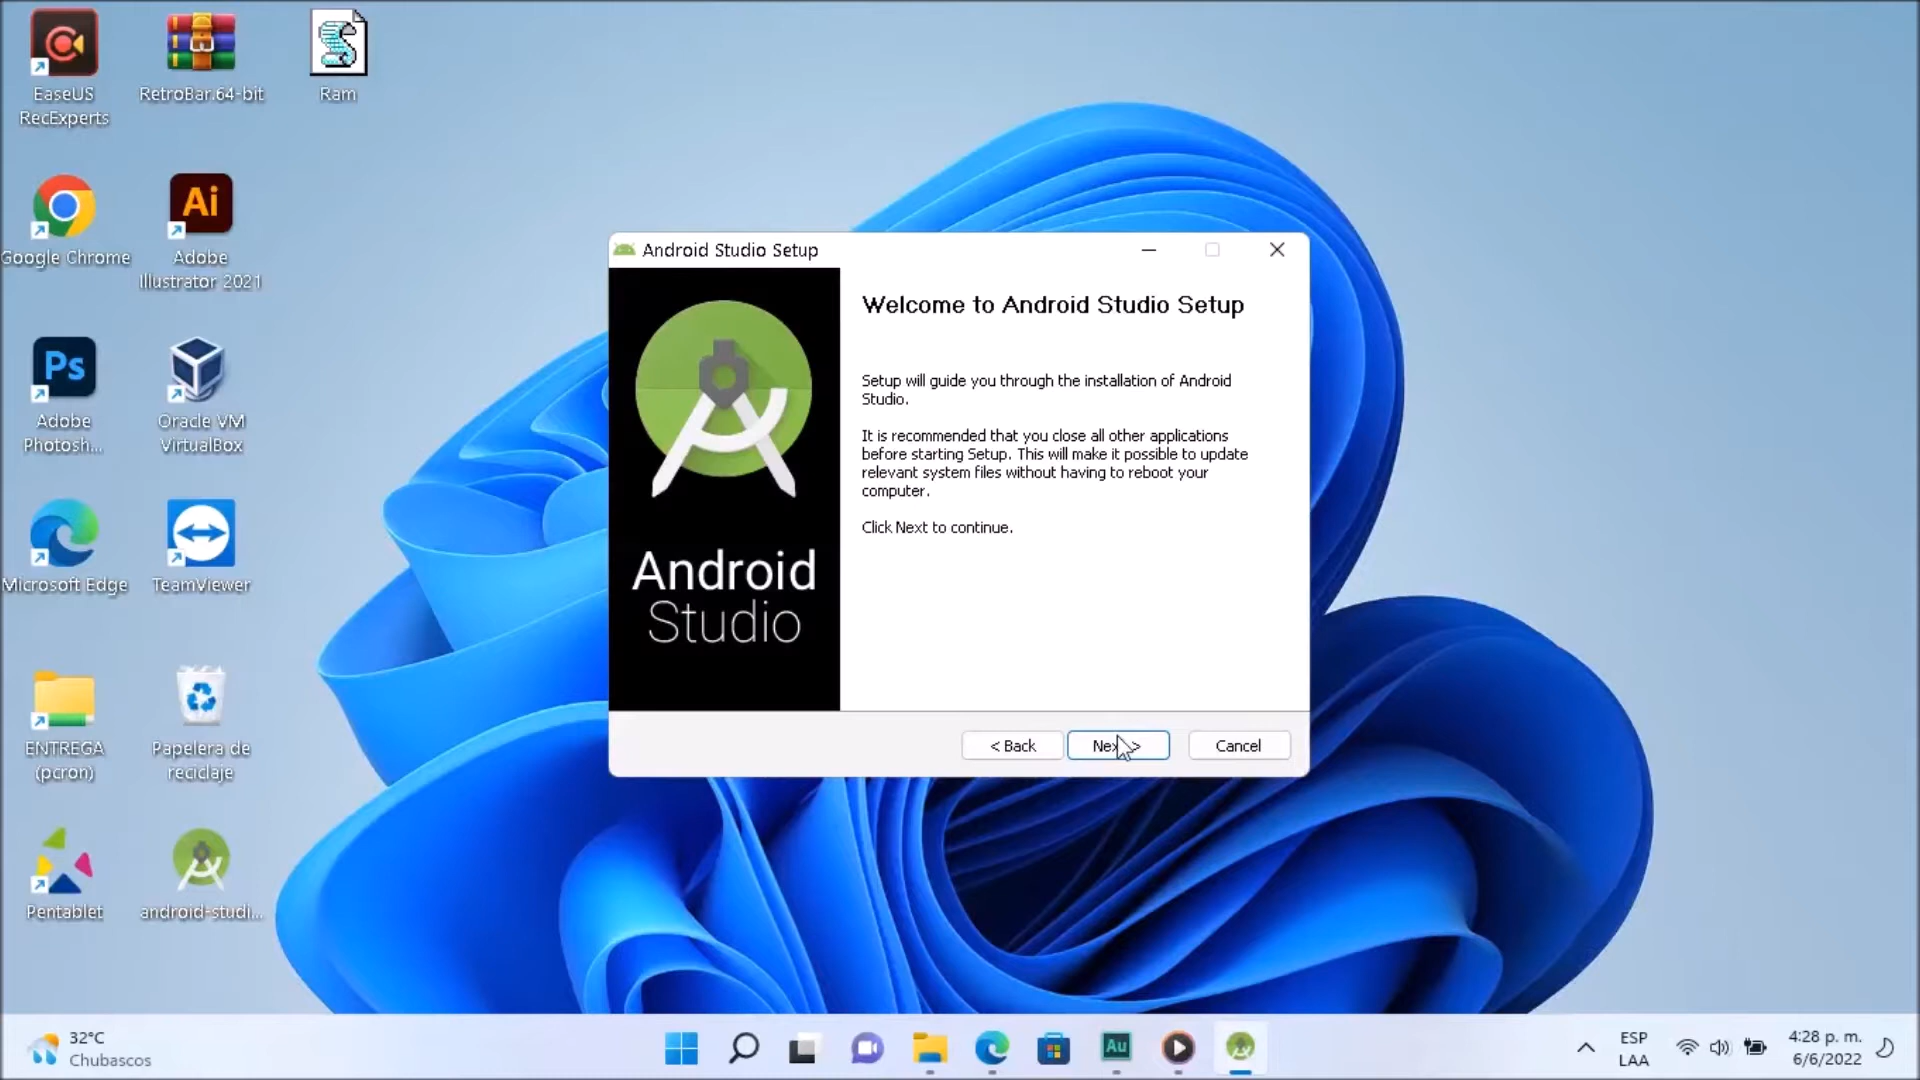 EaseUS
RecExperts
RetroBar.64-bit
Ram
Google Chrome
Ai
Adobe
Illustrator 2021
Ps
Adobe
Photosh...
Oracle VM
VirtualBox
Microsoft Edge
TeamViewer
ENTREGA
(pcron)
Papelera de
reciclaje
Pentablet
android-studi...
Android Studio Setup
Android
Studio
Welcome to Android Studio Setup
Setup will guide you through the installation of Android
Studio.
It is recommended that you close all other applications
before starting Setup. This will make it possible to update
relevant system files without having to reboot your
computer.
Click Next to continue.
< Back
Next >
Cancel
32°C
Chubascos
Au
ESP
LAA
4:28 p. m.
6/6/2022